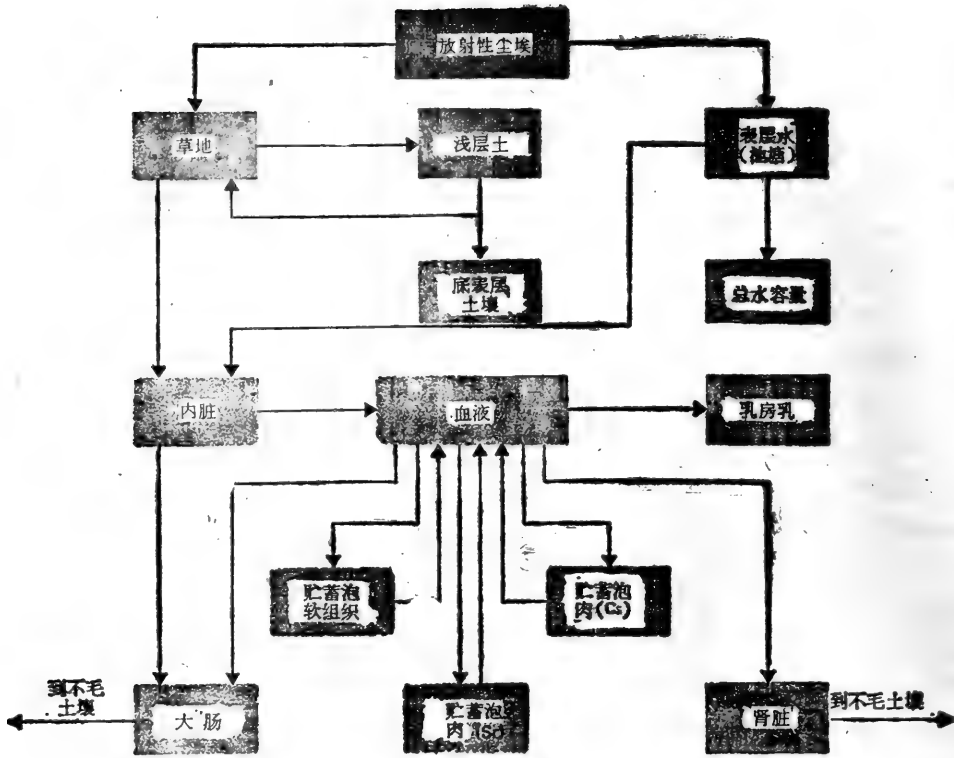 放射性尘埃
草地
浅层土
表层水
(池塘)
底表层
土壤
总水容量
内脏
血液
乳房乳
贮蓄泡
软组织
贮蓄泡
肉(Cs)
到不毛
土壤
大肠
贮蓄泡
肉(Sr)
肾脏
到不毛土壤